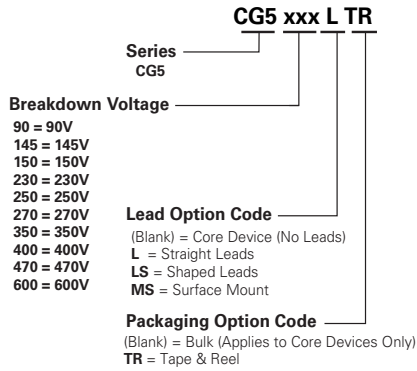 CG5 xxx L TR
Series
CG5
Breakdown Voltage
90 = 90V
145 = 145V
150 = 150V
230 = 230V
250 = 250V
270 = 270V
350 = 350V
400 = 400V
470 = 470V
600 = 600V
Lead Option Code
(Blank) = Core Device (No Leads)
L = Straight Leads
LS = Shaped Leads
MS = Surface Mount
Packaging Option Code
(Blank) = Bulk (Applies to Core Devices Only)
TR = Tape & Reel